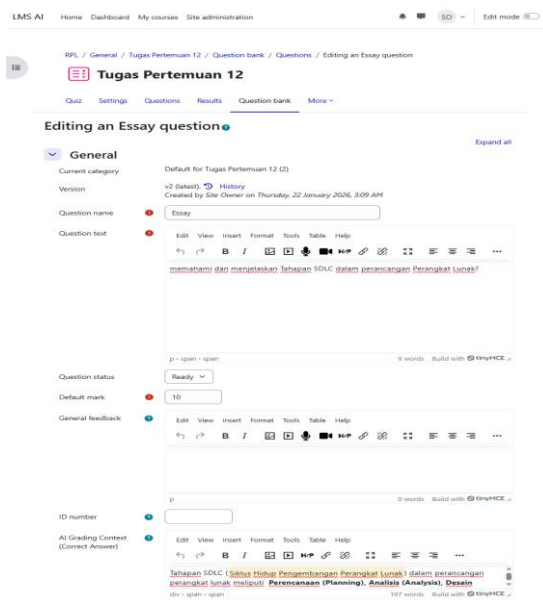 LMS AI Home Dashboard My courses Site administration SO Edit mode
RPL / General / Tugas Pertemuan 12 / Question bank / Questions / Editing an Essay question
Tugas Pertemuan 12
Quiz Settings Questions Results Question bank More
Editing an Essay question
Expand all
General
Current category Default for Tugas Pertemuan 12 (2)
Version v2 (latest). History
Created by Site Owner on Thursday, 22 January 2026, 3:09 AM
Question name Essay
Question text Edit View Insert Format Tools Table Help
B I H-P
memahami dan menjelaskan Tahapan SDLC dalam perancangan Perangkat Lunak?
p › span › span 9 words Build with tinyMCE
Question status Ready
Default mark 10
General feedback Edit View Insert Format Tools Table Help
B I H-P
p 0 words Build with tinyMCE
ID number
AI Grading Context Edit View Insert Format Tools Table Help
(Correct Answer)
B I H-P
Tahapan SDLC (Siklus Hidup Pengembangan Perangkat Lunak) dalam perancangan
perangkat lunak meliputi Perencanaan (Planning), Analisis (Analysis), Desain
div › span › span 197 words Build with tinyMCE